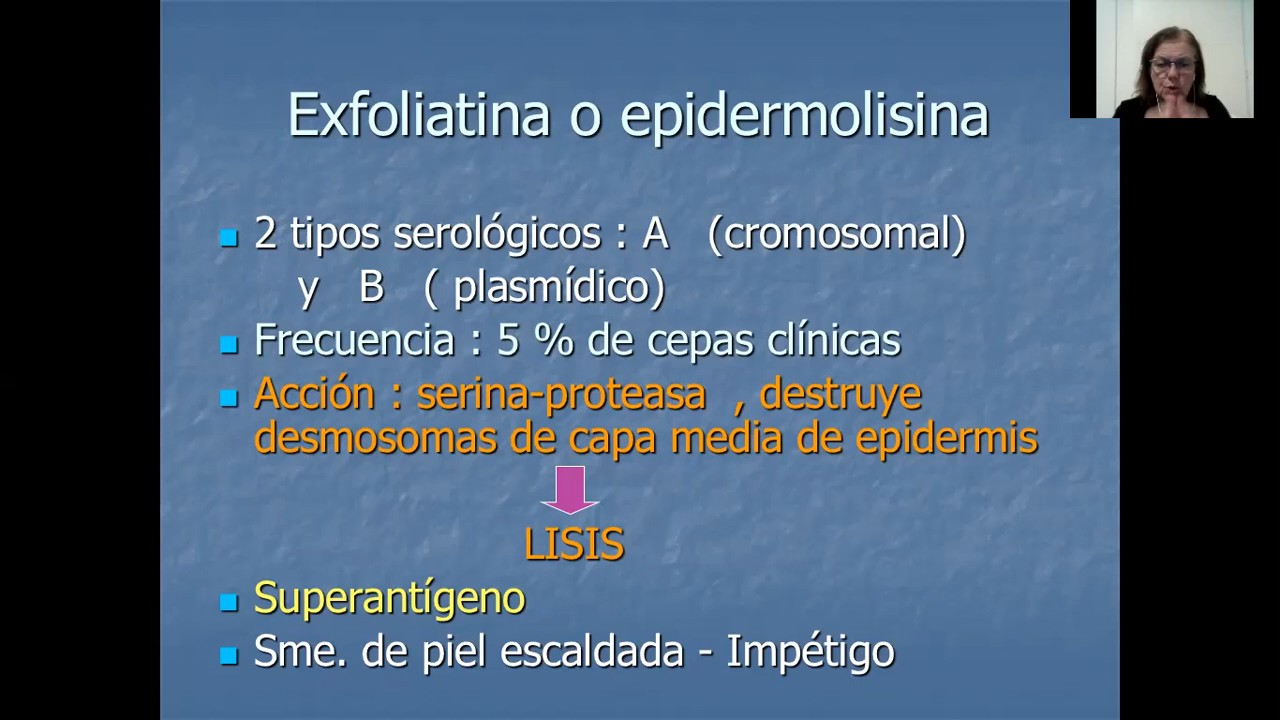 Exfoliatina o epidermolisina
2 tipos serológicos : A (cromosomal)
y B ( plasmídico)
Frecuencia : 5 % de cepas clínicas
Acción : serina-proteasa , destruye
desmosomas de capa media de epidermis
LISIS
Superantígeno
Sme. de piel escaldada - Impétigo